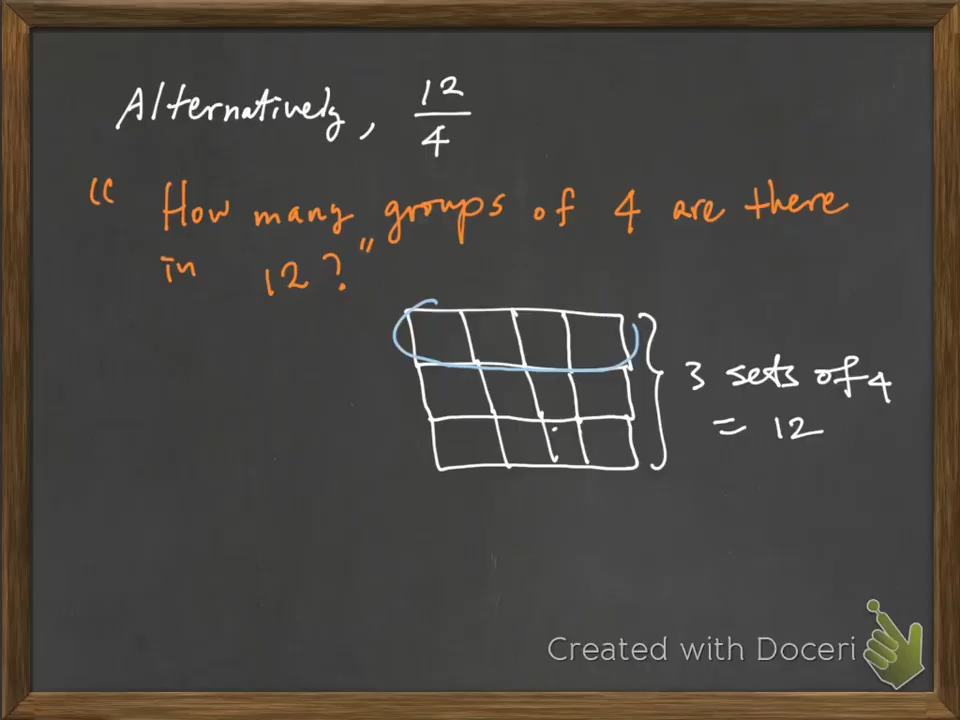 Alternatively, 12/4
“ How many groups of 4 are there
in 12?”
3 sets of 4
= 12
Created with Doceri